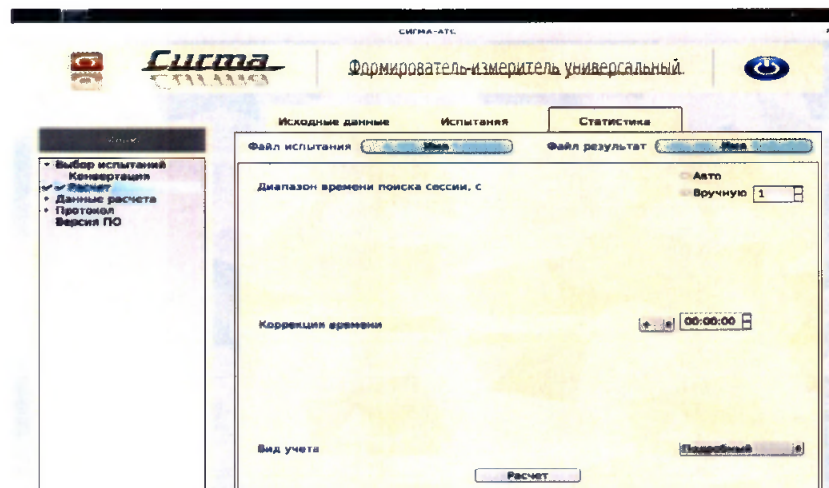 СИГМА-АТС
Сигма
Формирователь-измеритель универсальный
Исходные данные Испытания Статистика
Файл испытания Имя Файл результат Имя
Выбор испытаний
Конвертация
Расчет
Данные расчета
Протокол
Версия ПО
Диапазон времени поиска сессии, с
Авто
Вручную 1
Коррекция времени + 00:00:00
Вид учета Подробный
Расчет